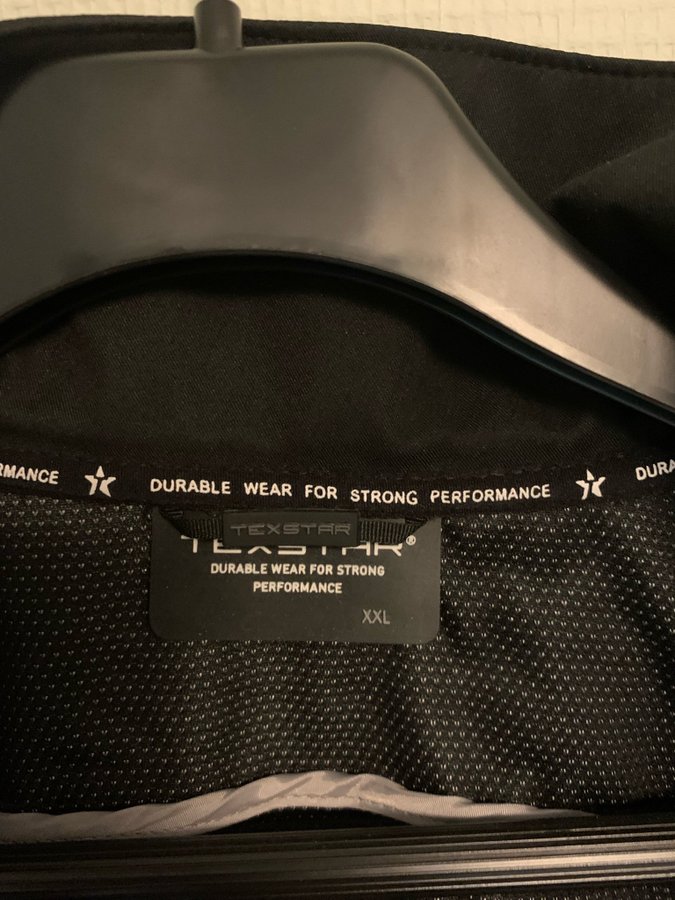 RMANCE DURABLE WEAR FOR STRONG PERFORMANCE DURA
TEXSTAR
TEXSTAR®
DURABLE WEAR FOR STRONG
PERFORMANCE
XXL